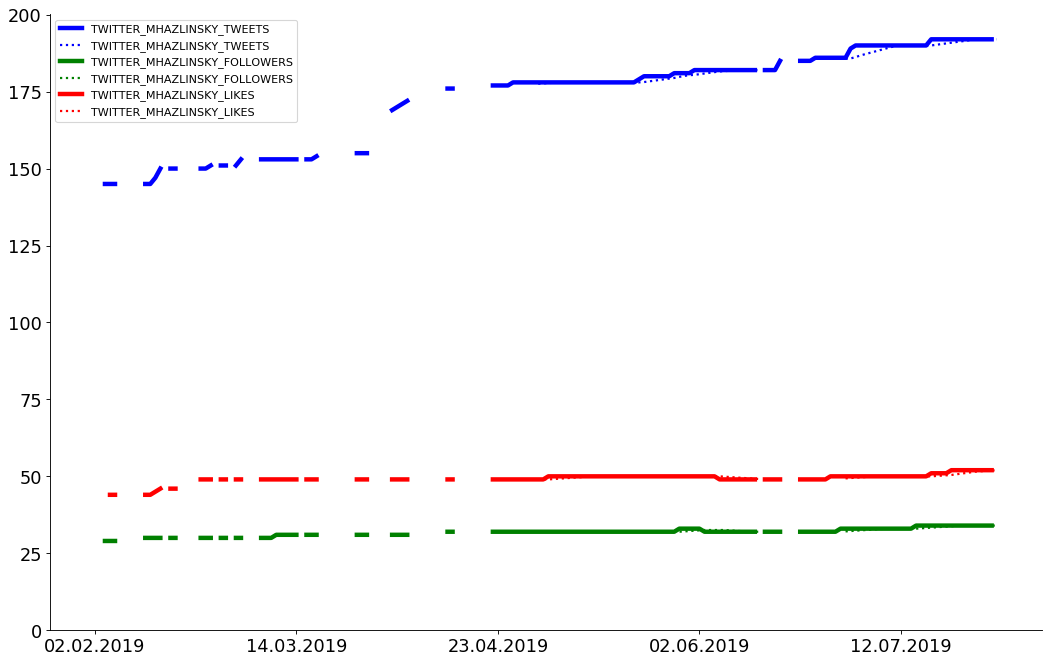 200
175
150
125
100
75
50
25
0
TWITTER_MHAZLINSKY_TWEETS
TWITTER_MHAZLINSKY_TWEETS
TWITTER_MHAZLINSKY_FOLLOWERS
TWITTER_MHAZLINSKY_FOLLOWERS
TWITTER_MHAZLINSKY_LIKES
TWITTER_MHAZLINSKY_LIKES
02.02.2019 14.03.2019 23.04.2019 02.06.2019 12.07.2019